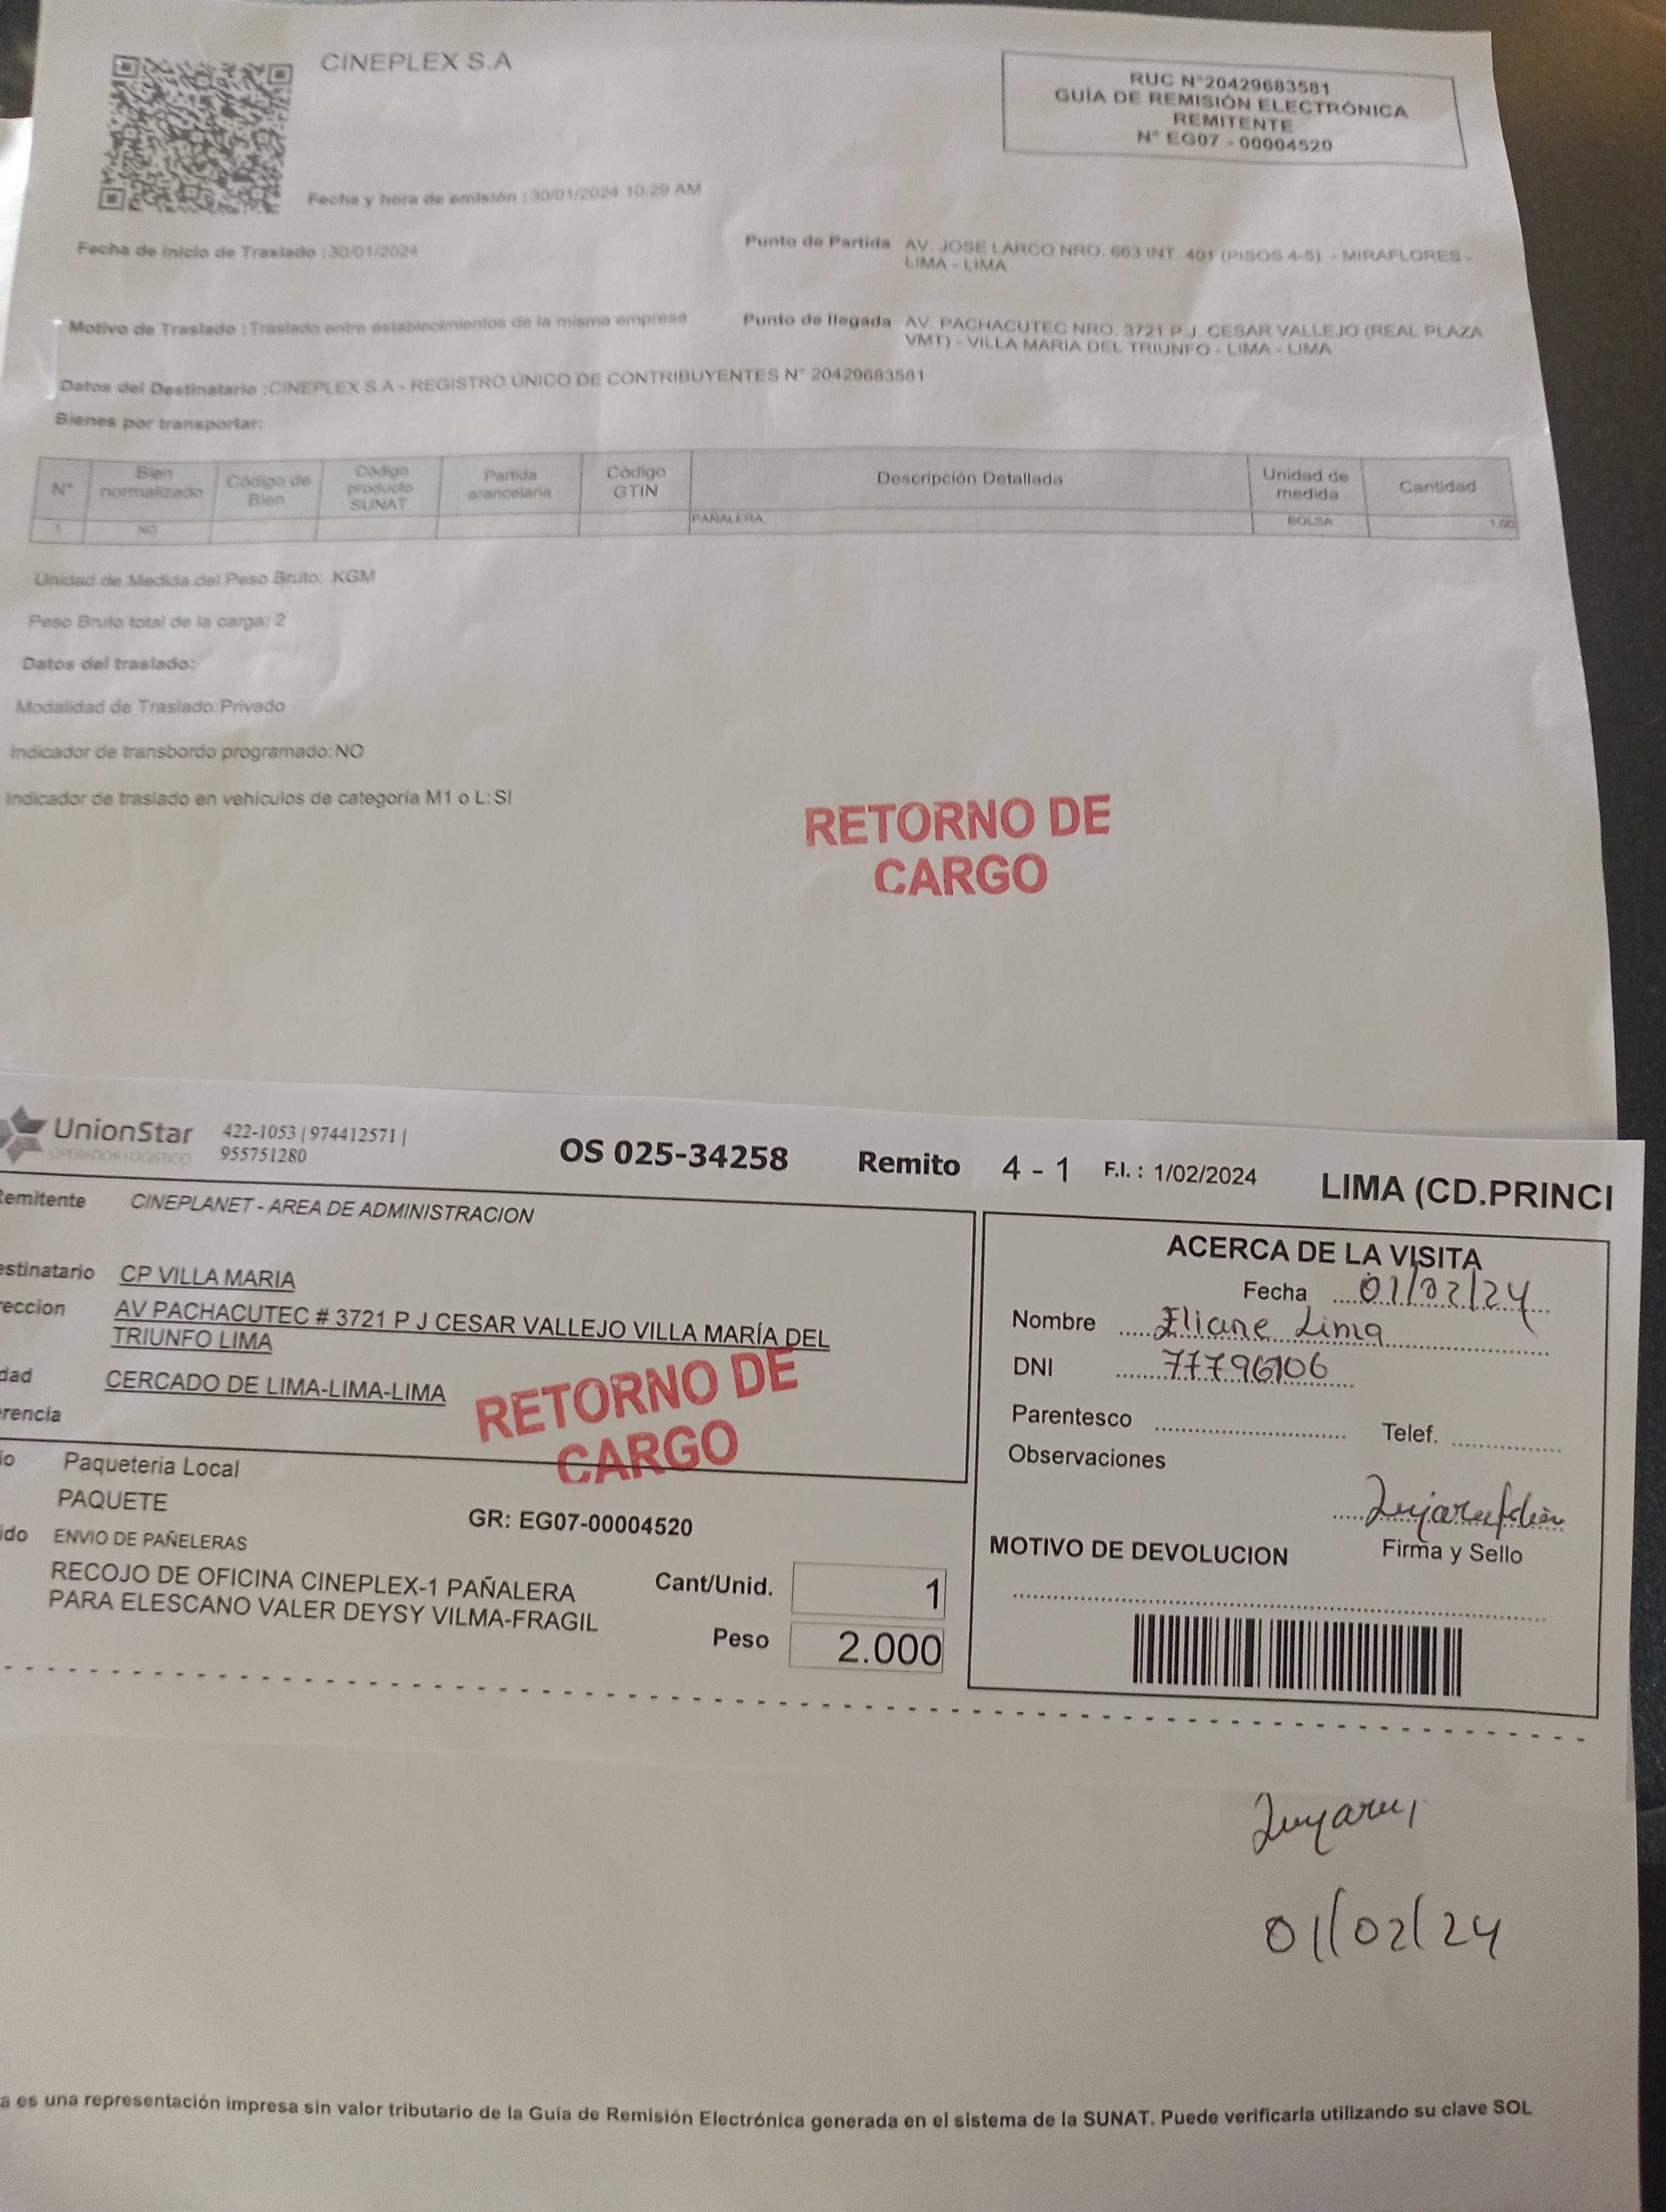 CINEPLEX S.A
RUC N°20429683581
GUÍA DE REMISIÓN ELECTRÓNICA
REMITENTE
N° EG07 - 00004520
Fecha y hora de emisión : 30/01/2024 10:29 AM
Fecha de inicio de Traslado : 30/01/2024
Punto de Partida AV. JOSE LARCO NRO. 663 INT. 401 (PISOS 4-5) - MIRAFLORES -
LIMA - LIMA
Motivo de Traslado : Traslado entre establecimientos de la misma empresa
Punto de llegada AV. PACHACUTEC NRO. 3721 P.J. CESAR VALLEJO (REAL PLAZA
VMT) - VILLA MARIA DEL TRIUNFO - LIMA - LIMA
Datos del Destinatario :CINEPLEX S.A - REGISTRO ÚNICO DE CONTRIBUYENTES N° 20429683581
Bienes por transportar:
N° Bien normalizado Código de Bien Código producto SUNAT Partida arancelaria Código GTIN Descripción Detallada Unidad de medida Cantidad
1 NO PAÑALERA BOLSA 1.00
Unidad de Medida del Peso Bruto: KGM
Peso Bruto total de la carga: 2
Datos del traslado:
Modalidad de Traslado:Privado
Indicador de transbordo programado:NO
Indicador de traslado en vehículos de categoría M1 o L:SI
RETORNO DE
CARGO
UnionStar
OPERADOR LOGISTICO
422-1053 | 974412571 |
955751280
OS 025-34258 Remito 4 - 1 F.I. : 1/02/2024 LIMA (CD.PRINCI
emitente CINEPLANET - AREA DE ADMINISTRACION
estinatario CP VILLA MARIA
reccion AV PACHACUTEC # 3721 P J CESAR VALLEJO VILLA MARÍA DEL
TRIUNFO LIMA
dad CERCADO DE LIMA-LIMA-LIMA
rencia
RETORNO DE
CARGO
io Paqueteria Local
PAQUETE
GR: EG07-00004520
ido ENVIO DE PAÑELERAS
RECOJO DE OFICINA CINEPLEX-1 PAÑALERA
PARA ELESCANO VALER DEYSY VILMA-FRAGIL
Cant/Unid. 1
Peso 2.000
ACERCA DE LA VISITA
Fecha 01/02/24
Nombre Eliane Lima
DNI 77796106
Parentesco Telef.
Observaciones
Firma y Sello
MOTIVO DE DEVOLUCION
01/02/24
a es una representación impresa sin valor tributario de la Guía de Remisión Electrónica generada en el sistema de la SUNAT. Puede verificarla utilizando su clave SOL